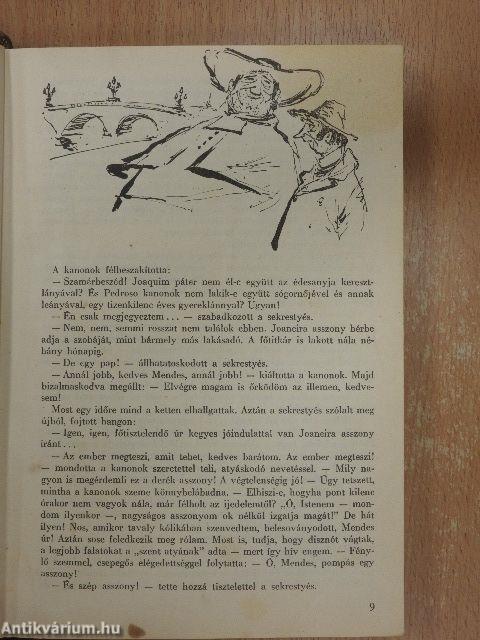 A kanonok félbeszakította:
— Szamárbeszéd! Joaquim páter nem él-e együtt az édesanyja kereszt-
lányával? És Pedroso kanonok nem lakik-e együtt sógornőjével és annak
leányával, egy tizenkilenc éves gyereklánnyal? Ugyan!
— Én csak megjegyeztem... — szabadkozott a sekrestyés.
— Nem, nem, semmi rosszat nem találok ebben. Joaneira asszony bérbe
adja a szobáját, mint bármely más lakásadó. A főtitkár is lakott nála né-
hány hónapig.
— De egy pap! — állhatatoskodott a sekrestyés.
— Annál jobb, kedves Mendes, annál jobb! — kiáltotta a kanonok. Majd
bizalmaskodva megállt: — Elvégre magam is őrködöm az illemen, kedve-
sem!
Most egy időre mind a ketten elhallgattak. Aztán a sekrestyés szólalt meg
újból, fojtott hangon:
— Igen, igen, főtisztelendő úr kegyes jóindulattal van Joaneira asszony
iránt...
— Az ember megteszi, amit tehet, kedves barátom. Az ember megteszi!
— mondotta a kanonok szeretettel teli, atyáskodó nevetéssel. — Mily na-
gyon is megérdemli ez a derék asszony! A végtelenségig jó! — Úgy tetszett,
mintha a kanonok szeme könnybelábadna. — Elhiszi-e, hogyha pont kilenc
órakor nem vagyok nála, már félholt az ijedelemtől? „Ó, Istenem — mon-
dom ilyenkor —, nagyságos asszonyom ok nélkül izgatja magát!" De hát
ilyen! Nos, amikor tavaly kólikában szenvedtem, belesoványodott, Mendes
úr! Aztán sose feledkezik meg rólam. Most is, tudja, hogy disznót vágtak,
a legjobb falatokat a „szent atyúnak" adta — mert így hív engem. — Fény-
lő szemmel, csepegős elégedettséggel folytatta: — Ó, Mendes, pompás egy
asszony!
— És szép asszony! — tette hozzá tisztelettel a sekrestyés.
9
Antikvárium.hu